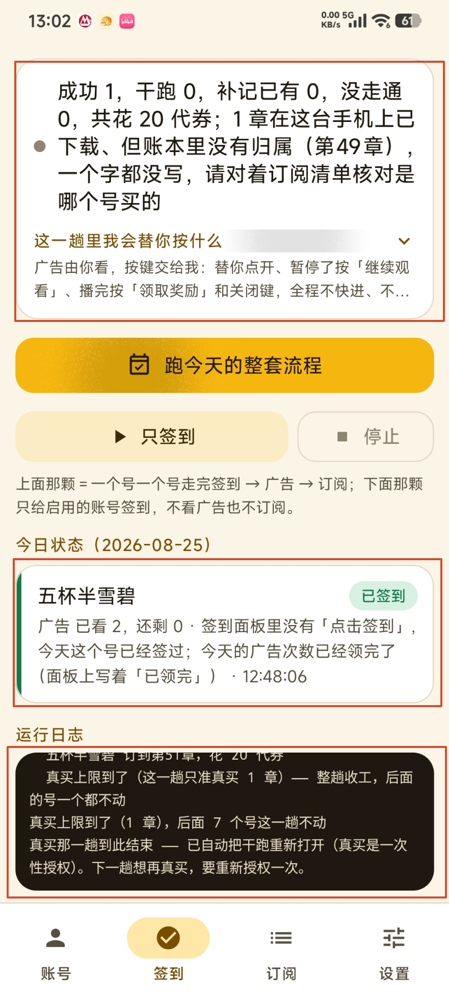 13:02
0.00 5G
KB/s
6
61
成功 1，干跑 0，补记已有 0，没走通
0，共花 20 代券；1 章在这台手机上已
下载、但账本里没有归属（第49章），
一个字都没写，请对着订阅清单核对是
哪个号买的
这一趟里我会替你按什么
广告由你看，按键交给我：替你点开、暂停了按「继续观
看」、播完按「领取奖励」和关闭键，全程不快进、不...
跑今天的整套流程
只签到
停止
上面那颗 = 一个号一个号走完签到 → 广告 → 订阅；下面那颗
只给启用的账号签到，不看广告也不订阅。
今日状态（2026-08-25）
五杯半雪碧
已签到
广告 已看 2，还剩 0 · 签到面板里没有「点击签到」，
今天这个号已经签过；今天的广告次数已经领完了
（面板上写着「已领完」） · 12:48:06
运行日志
五杯半雪碧 订到第51章，花 20 代券
真买上限到了（这一趟只准真买 1 章）—— 整趟收工，后面
的号一个都不动
真买上限到了（1 章），后面 7 个号这一趟不动
真买那一趟到此结束 —— 已自动把干跑重新打开（真买是一次
性授权）。下一趟想再真买，要重新授权一次。
账号
签到
订阅
设置